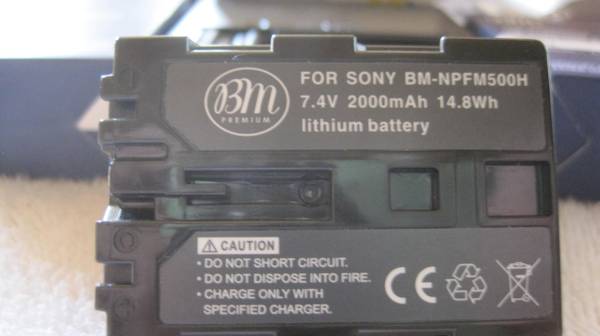 BM
PREMIUM
FOR SONY BM-NPFM500H
7.4V 2000mAh 14.8Wh
lithium battery
CAUTION
• DO NOT SHORT CIRCUIT.
• DO NOT DISPOSE INTO FIRE.
• CHARGE ONLY WITH
SPECIFIED CHARGER.
CE